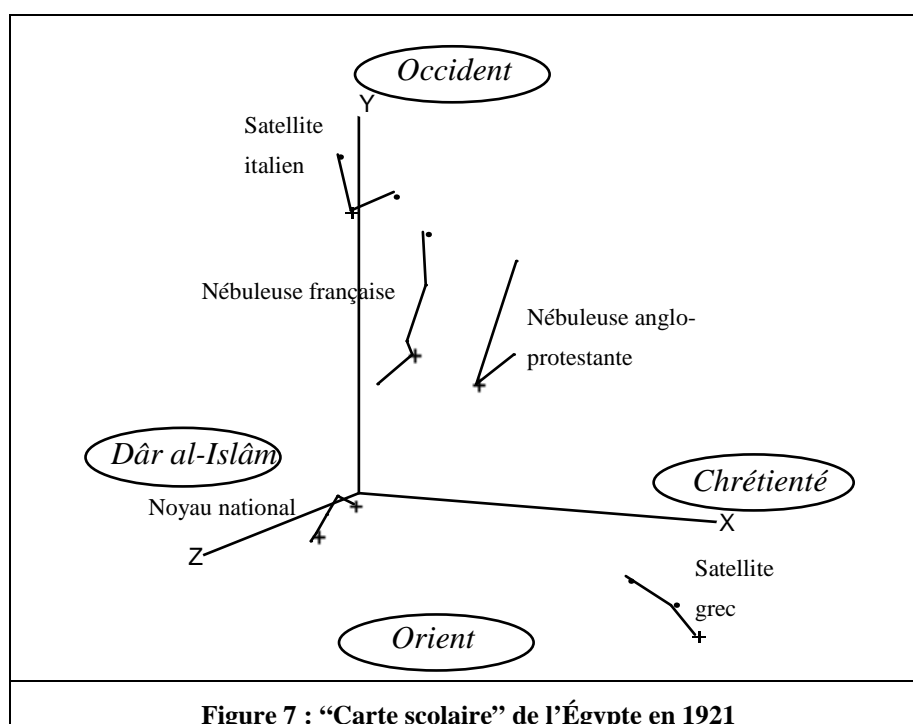 Occident
Y
Satellite
italien
Nébuleuse française
Nébuleuse anglo-
protestante
Dâr al-Islâm
Chrétienté
Noyau national
X
Z
Satellite
grec
Orient
Figure 7 : “Carte scolaire” de l’Égypte en 1921